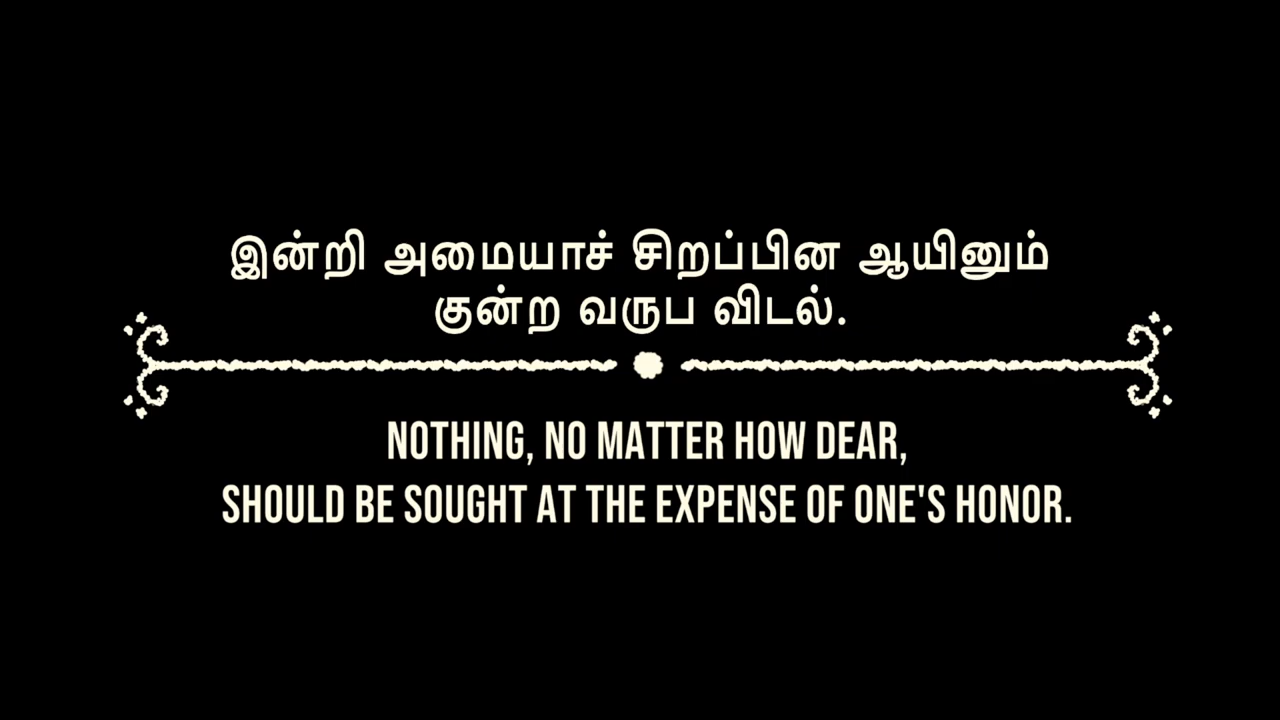 இன்றி அமையாச் சிறப்பின ஆயினும்
குன்ற வருப விடல்.
NOTHING, NO MATTER HOW DEAR,
SHOULD BE SOUGHT AT THE EXPENSE OF ONE'S HONOR.